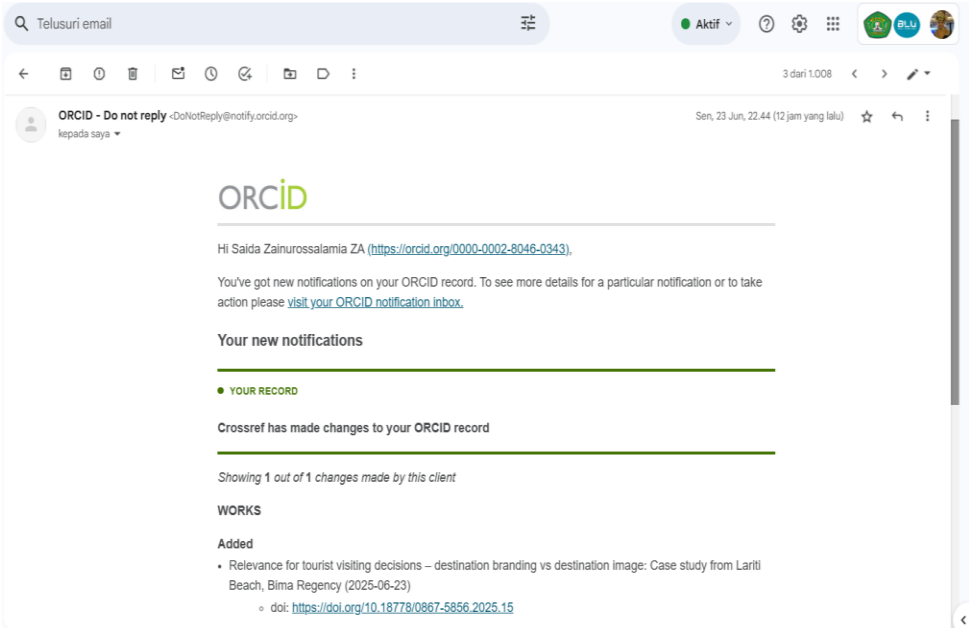 Telusuri email
Aktif
BLU
3 dari 1.008
ORCID - Do not reply <DoNotReply@notify.orcid.org>
Sen, 23 Jun, 22.44 (12 jam yang lalu)
kepada saya
ORCID
Hi Saida Zainurossalamia ZA (https://orcid.org/0000-0002-8046-0343),
You've got new notifications on your ORCID record. To see more details for a particular notification or to take
action please visit your ORCID notification inbox.
Your new notifications
YOUR RECORD
Crossref has made changes to your ORCID record
Showing 1 out of 1 changes made by this client
WORKS
Added
• Relevance for tourist visiting decisions – destination branding vs destination image: Case study from Lariti
Beach, Bima Regency (2025-06-23)
doi: https://doi.org/10.18778/0867-5856.2025.15